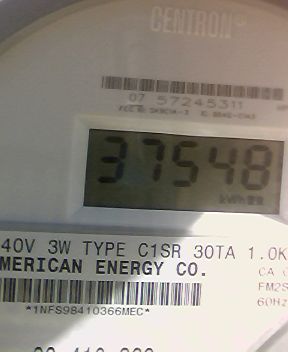 CENTRON®
07 57245311
37548
kWh
40V 3W TYPE C1SR 30TA 1.0K
MERICAN ENERGY CO.
CA
FM2S
60Hz
*1NFS98410366MEC*